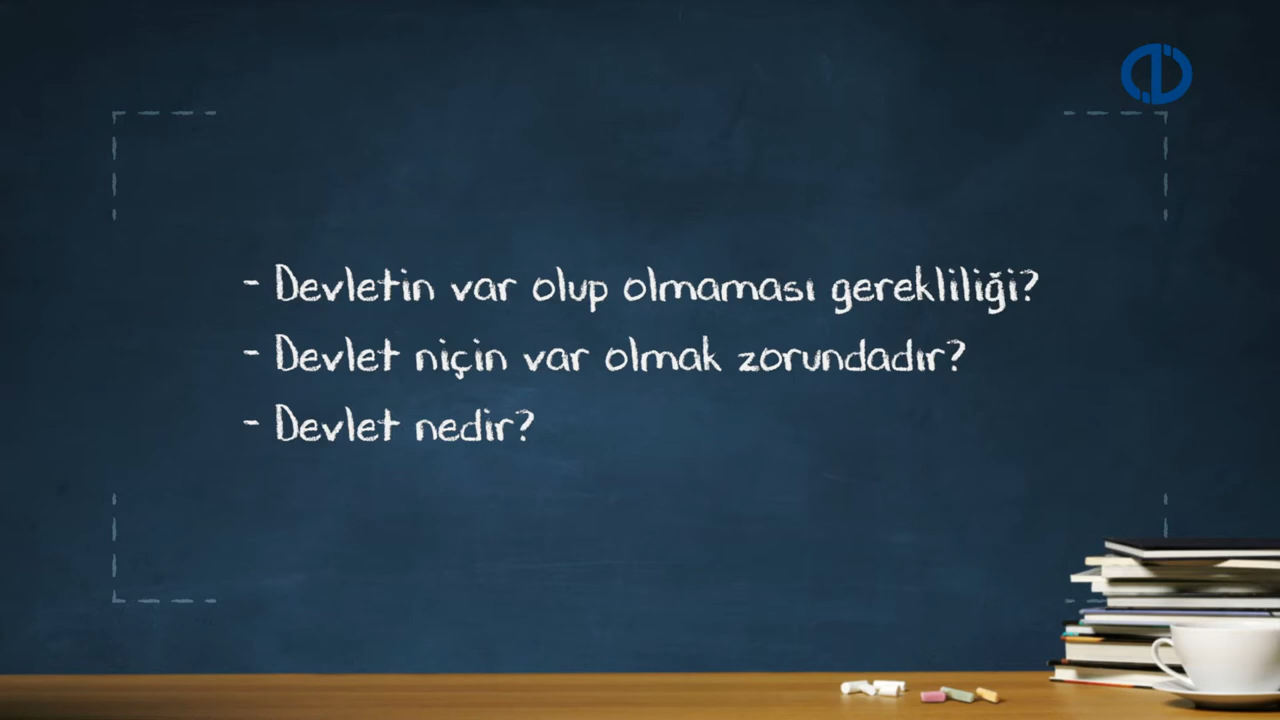 - Devletin var olup olmaması gerekliliği?
- Devlet niçin var olmak zorundadır?
- Devlet nedir?